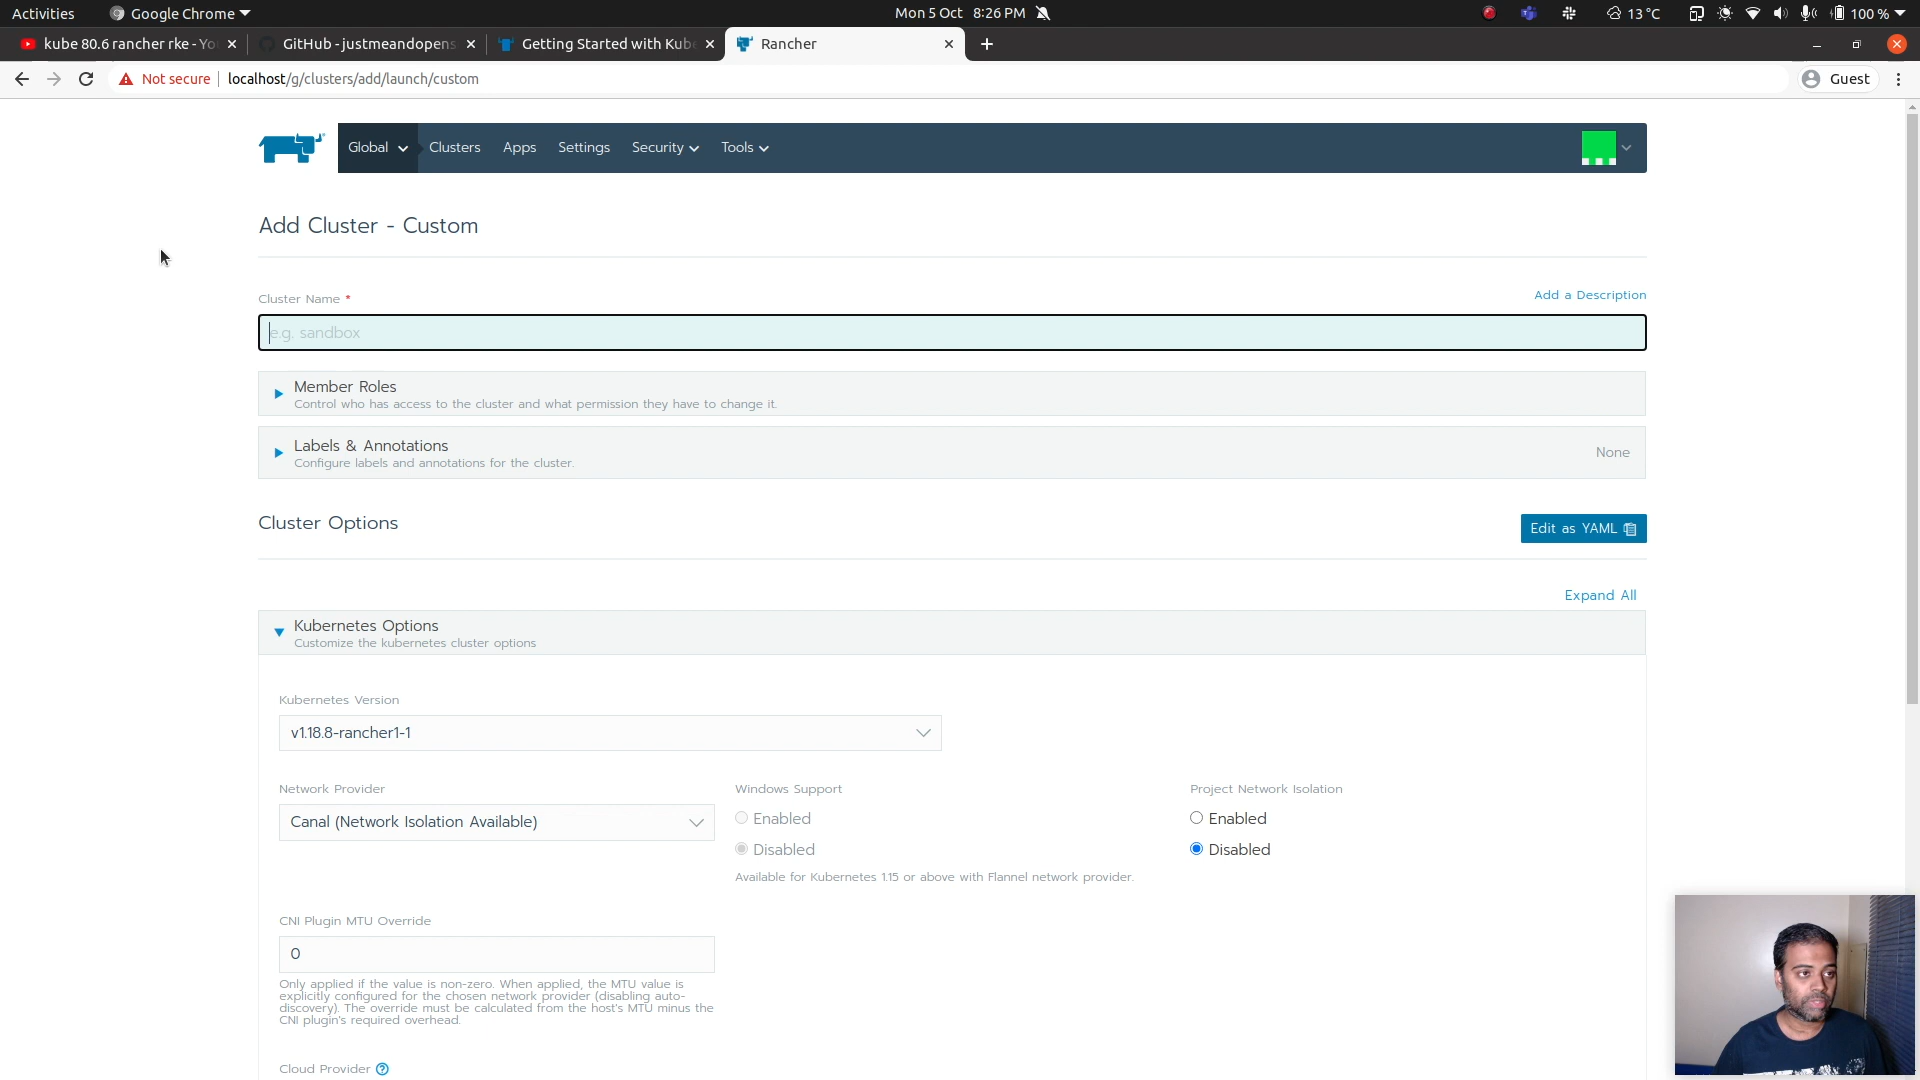 Activities
Google Chrome
Mon 5 Oct 8:26 PM
13 °C
100 %
kube 80.6 rancher rke - Yo
GitHub - justmeandopens
Getting Started with Kube
Rancher
Not secure
localhost/g/clusters/add/launch/custom
Guest
Global
Clusters
Apps
Settings
Security
Tools
Add Cluster - Custom
Cluster Name *
Add a Description
e.g. sandbox
Member Roles
Control who has access to the cluster and what permission they have to change it.
Labels & Annotations
Configure labels and annotations for the cluster.
None
Cluster Options
Edit as YAML
Expand All
Kubernetes Options
Customize the kubernetes cluster options
Kubernetes Version
v1.18.8-rancher1-1
Network Provider
Canal (Network Isolation Available)
Windows Support
Enabled
Disabled
Available for Kubernetes 1.15 or above with Flannel network provider.
Project Network Isolation
Enabled
Disabled
CNI Plugin MTU Override
0
Only applied if the value is non-zero. When applied, the MTU value is
explicitly configured for the chosen network provider (disabling auto-
discovery). The override must be calculated from the host's MTU minus the
CNI plugin's required overhead.
Cloud Provider